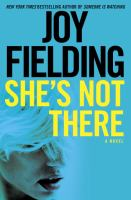 NEW YORK TIMES BESTSELLING AUTHOR OF SOMEONE IS WATCHING
JOY
FIELDING
SHE'S NOT
THERE
A NOVEL